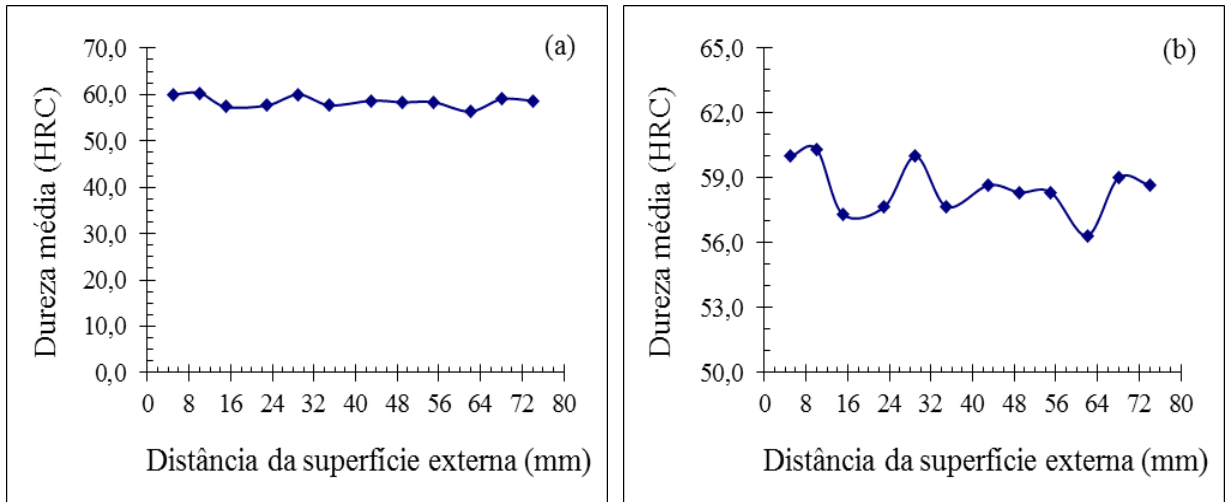 (a)
Dureza média (HRC)
70,0
60,0
50,0
40,0
30,0
20,0
10,0
0,0
0 8 16 24 32 40 48 56 64 72 80
Distância da superfície externa (mm)
(b)
Dureza média (HRC)
65,0
62,0
59,0
56,0
53,0
50,0
0 8 16 24 32 40 48 56 64 72 80
Distância da superfície externa (mm)